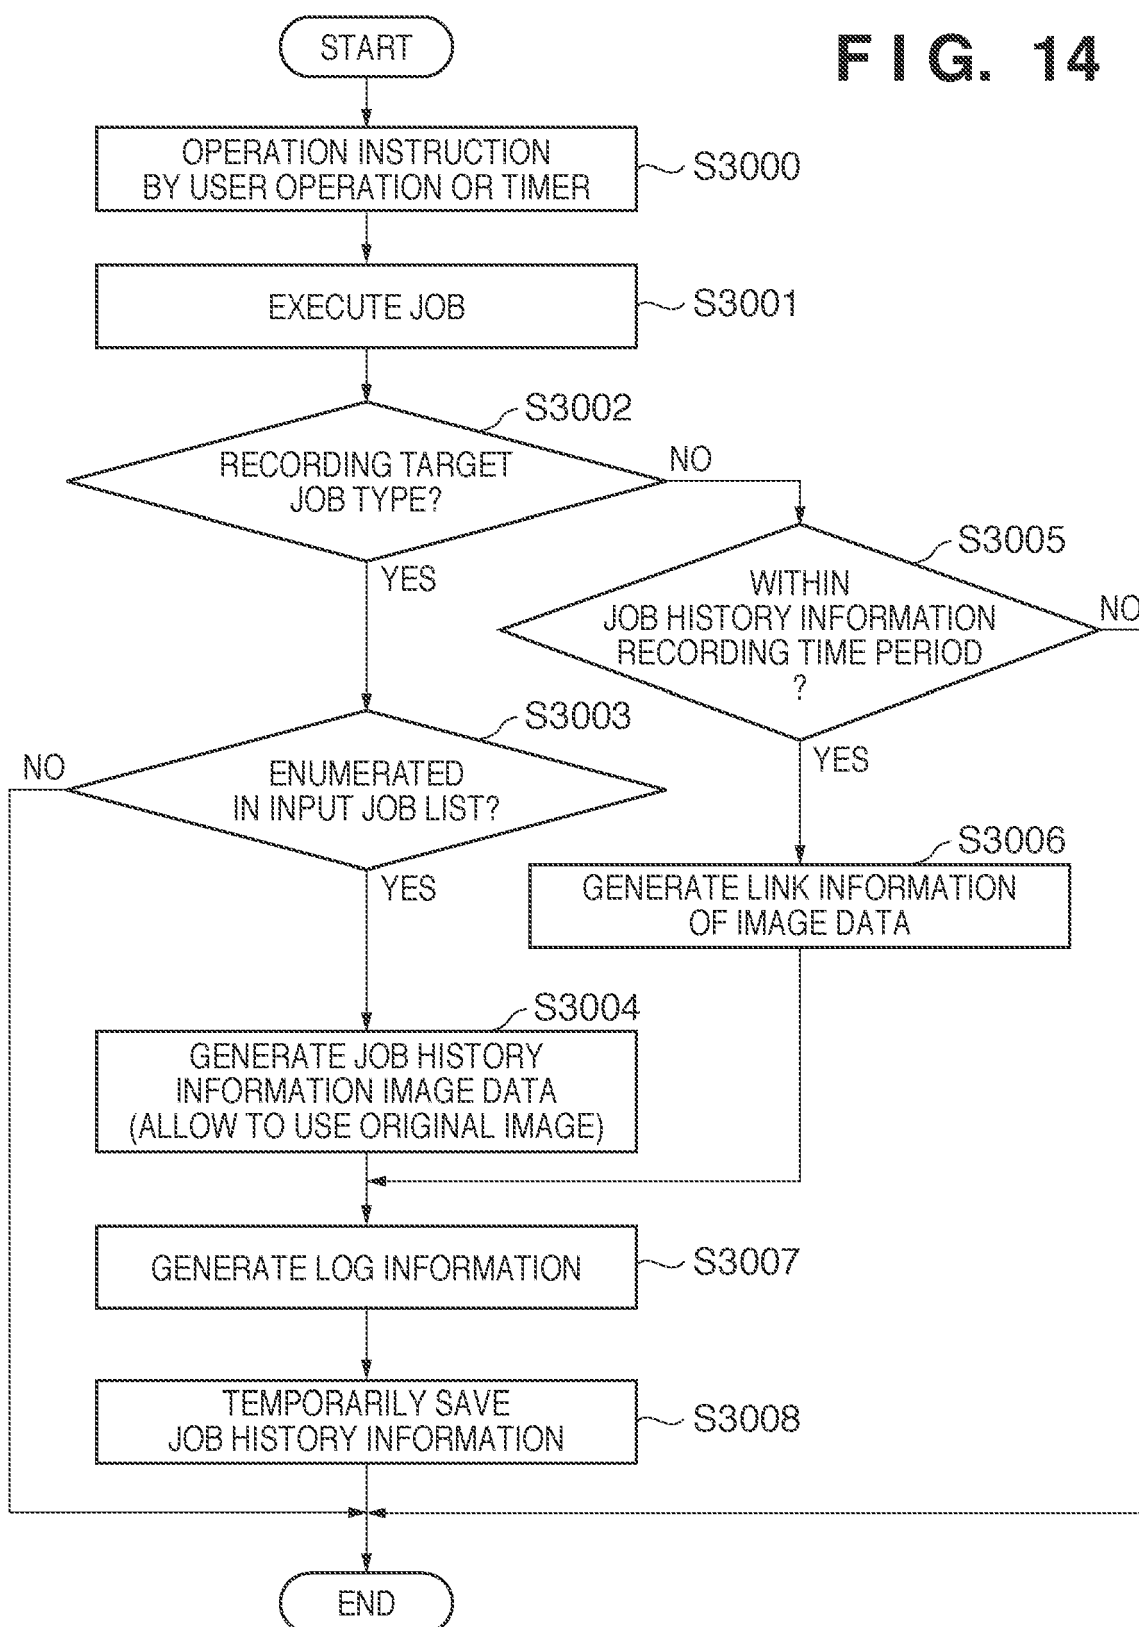 FIG. 14
START
OPERATION INSTRUCTION
BY USER OPERATION OR TIMER
S3000
EXECUTE JOB
S3001
S3002
RECORDING TARGET
JOB TYPE?
NO
YES
S3005
WITHIN
JOB HISTORY INFORMATION
RECORDING TIME PERIOD
?
NO
YES
S3003
ENUMERATED
IN INPUT JOB LIST?
NO
YES
S3006
GENERATE LINK INFORMATION
OF IMAGE DATA
S3004
GENERATE JOB HISTORY
INFORMATION IMAGE DATA
(ALLOW TO USE ORIGINAL IMAGE)
GENERATE LOG INFORMATION
S3007
TEMPORARILY SAVE
JOB HISTORY INFORMATION
S3008
END